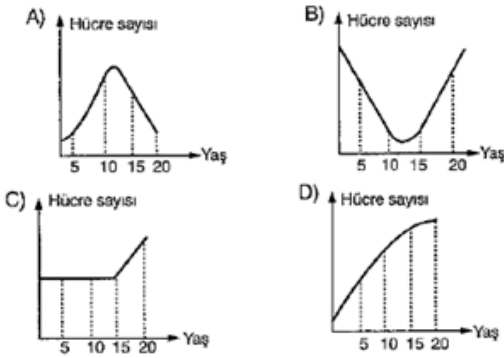 A) Hücre sayısı
5 10 15 20 Yaş
B) Hücre sayısı
5 10 15 20 Yaş
C) Hücre sayısı
5 10 15 20 Yaş
D) Hücre sayısı
5 10 15 20 Yaş